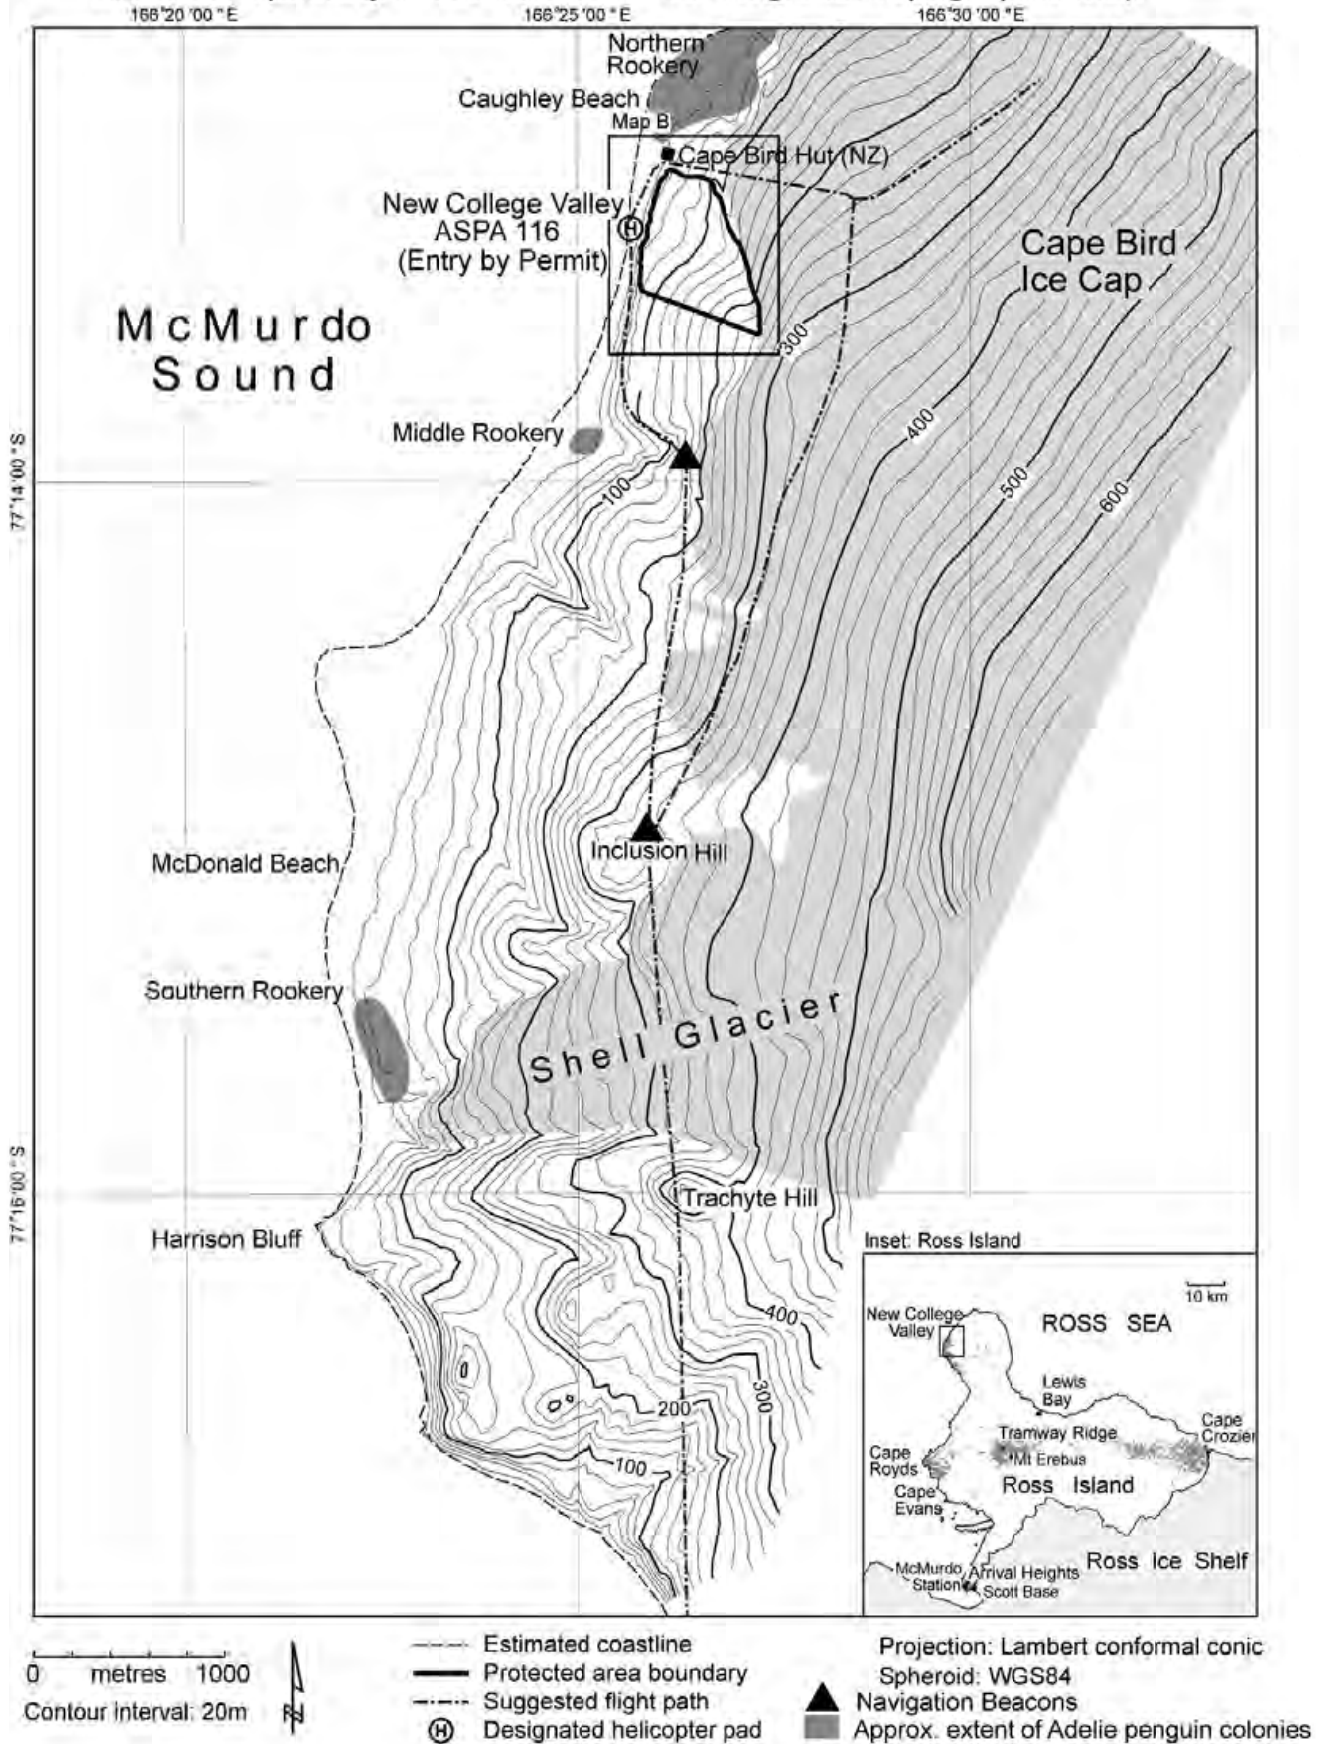 166°20'00"E
166°25'00"E
166°30'00"E
Northern
Rookery
Caughley Beach
Map B
Cape Bird Hut (NZ)
New College Valley
ASPA 116
(Entry by Permit)
H
Cape Bird
Ice Cap
McMurdo
Sound
300
Middle Rookery
400
77°14'00"S
100
500
600
Inclusion Hill
McDonald Beach
Southern Rookery
Shell Glacier
77°16'00"S
Trachyte Hill
Harrison Bluff
400
300
200
100
Inset: Ross Island
10 km
New College
Valley
ROSS SEA
Lewis
Bay
Cape
Crozier
Tramway Ridge
Mt Erebus
Cape
Royds
Ross Island
Cape
Evans
Ross Ice Shelf
McMurdo
Station
Arrival Heights
Scott Base
0 metres 1000
Contour interval: 20m
N
Estimated coastline
Protected area boundary
Suggested flight path
H Designated helicopter pad
Projection: Lambert conformal conic
Spheroid: WGS84
Navigation Beacons
Approx. extent of Adelie penguin colonies